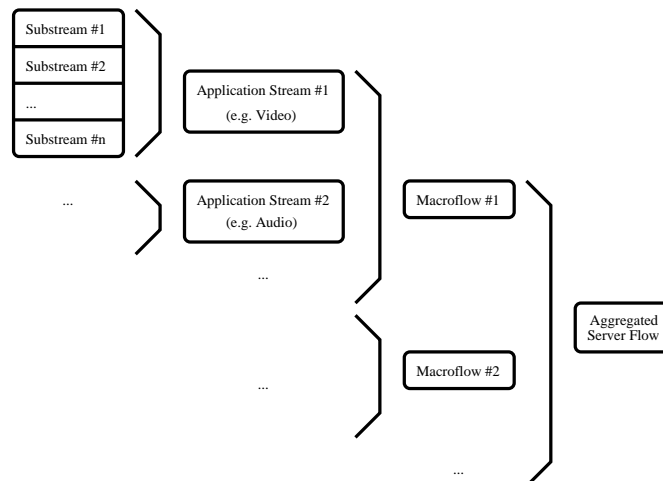 Substream #1
Substream #2
...
Substream #n
...
Application Stream #1
(e.g. Video)
Application Stream #2
(e.g. Audio)
...
...
Macroflow #1
Macroflow #2
...
Aggregated
Server Flow